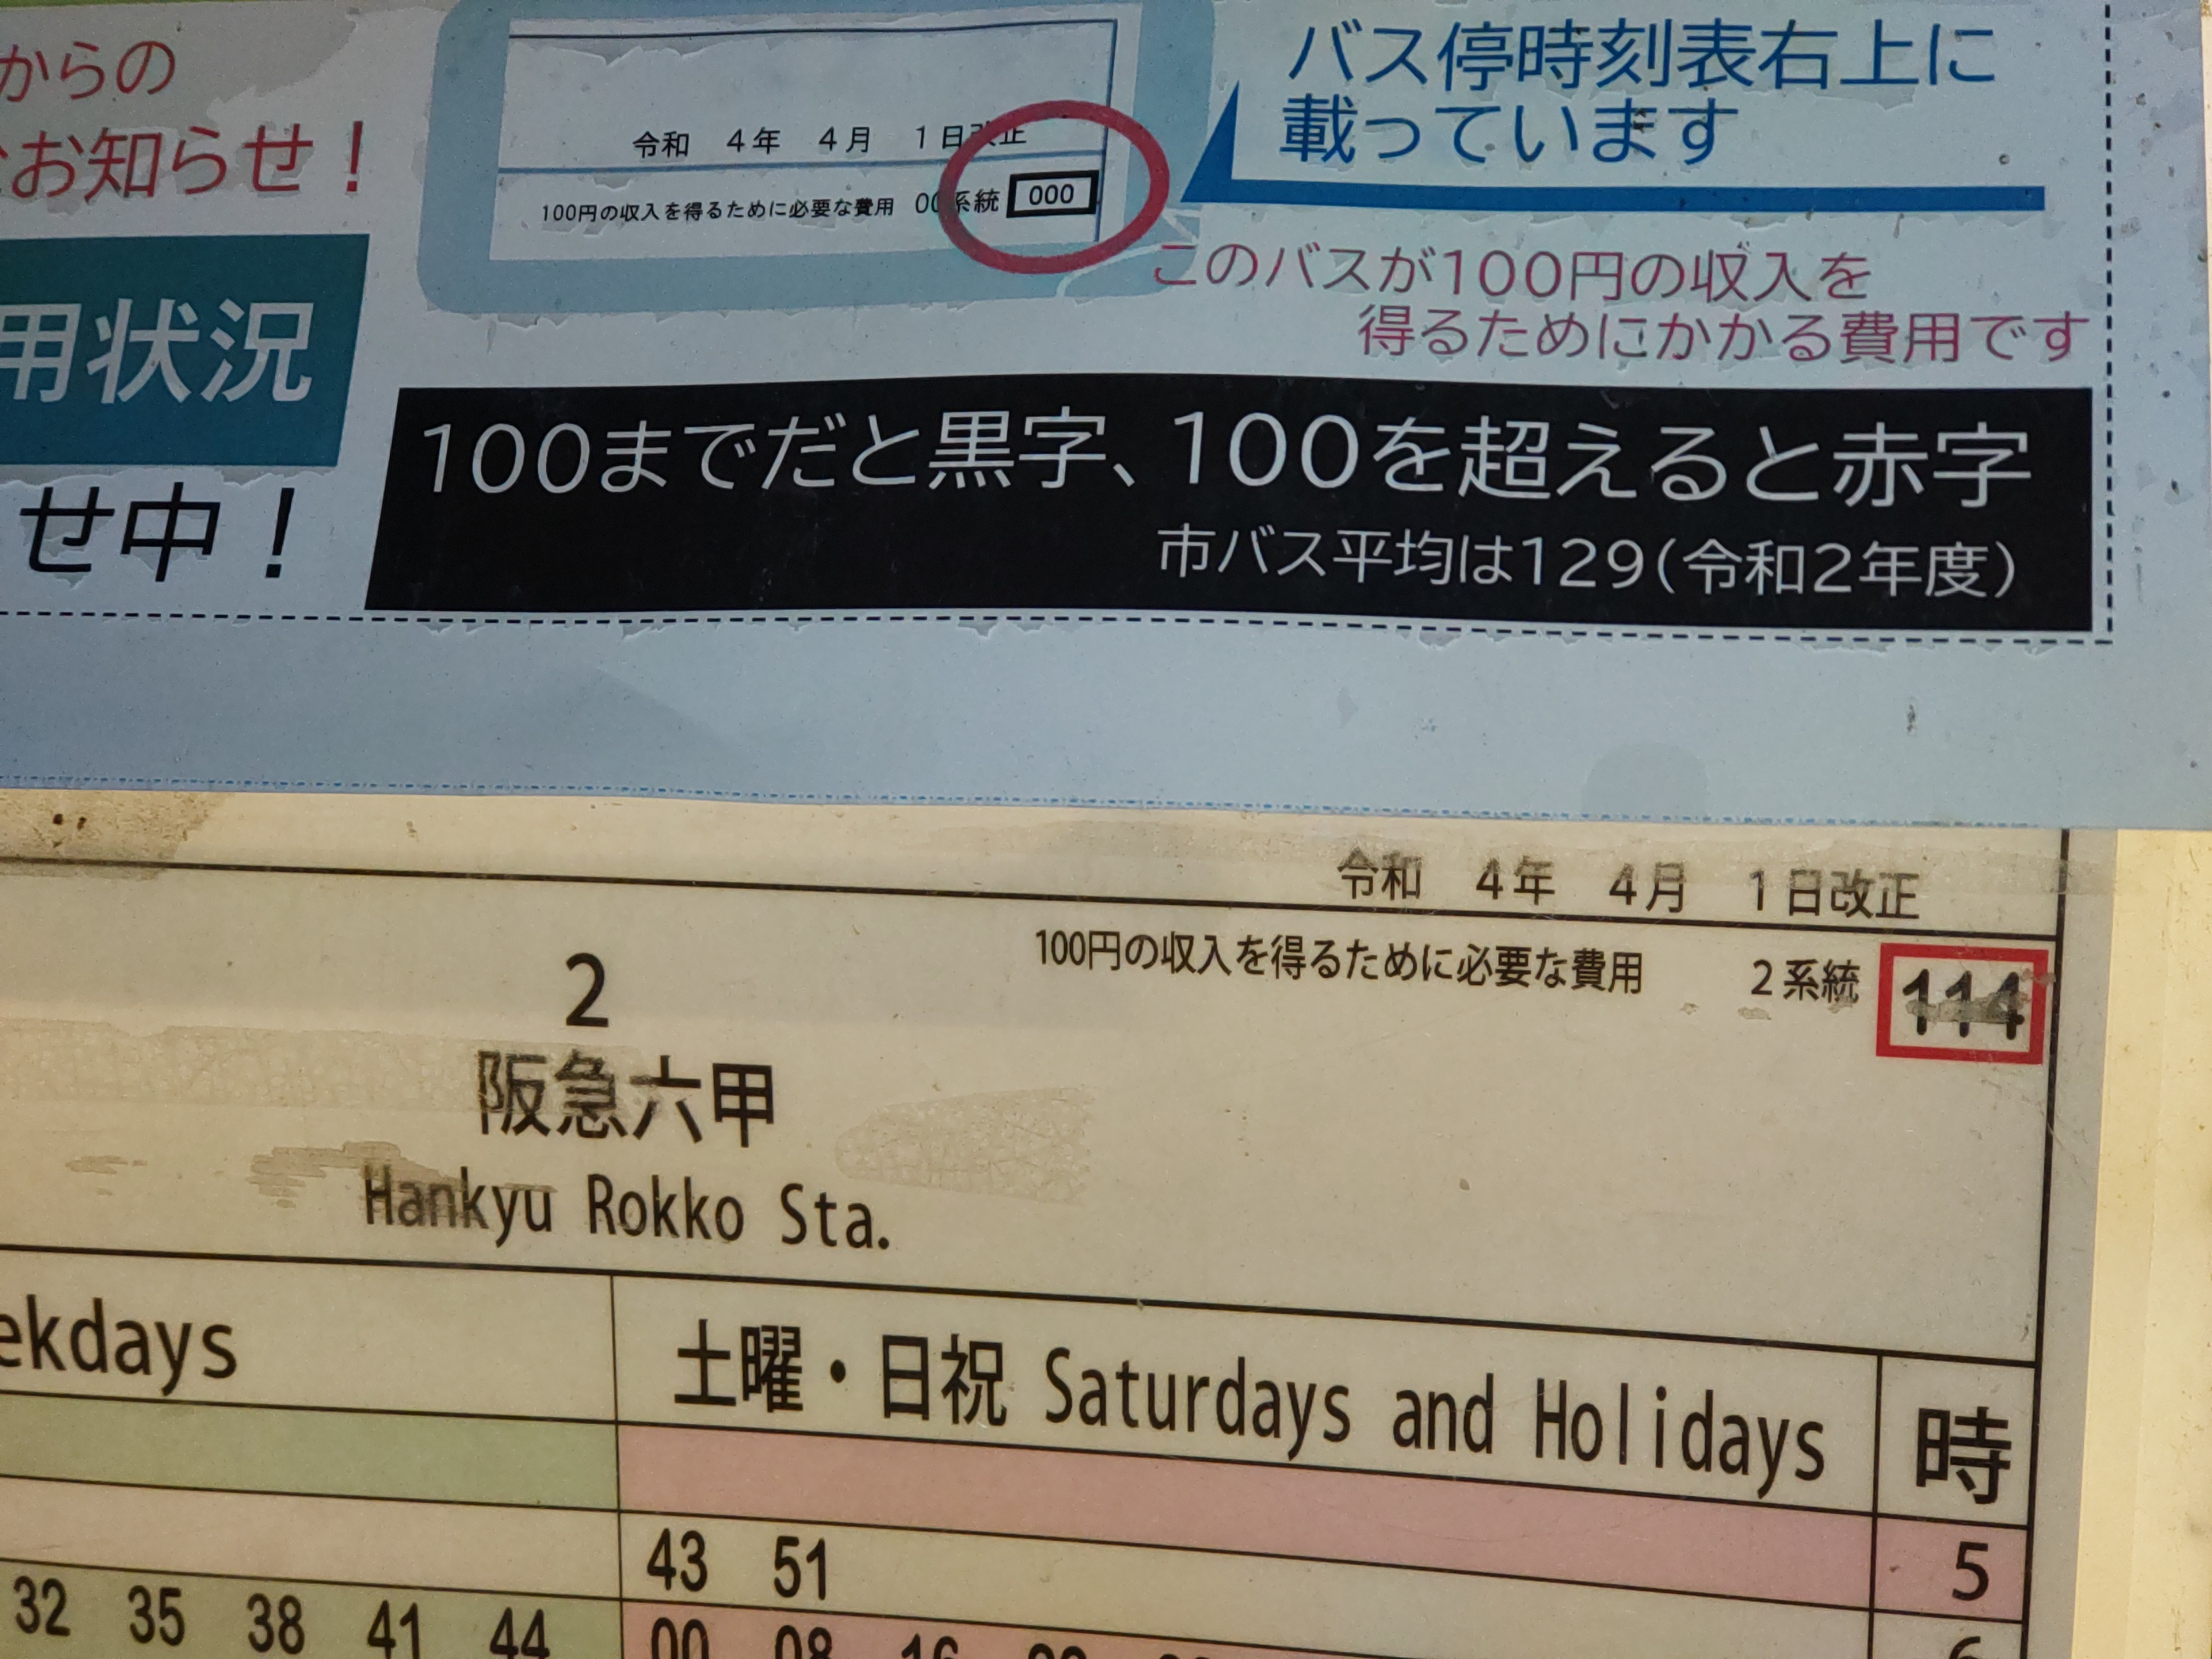 からの
お知らせ！
用状況
せ中！
令和 4年 4月 1日改正
100円の収入を得るために必要な費用 00系統 000
バス停時刻表右上に
載っています
このバスが100円の収入を
得るためにかかる費用です
100までだと黒字、100を超えると赤字
市バス平均は129(令和2年度)
令和 4年 4月 1日改正
100円の収入を得るために必要な費用 2系統 114
2
阪急六甲
Hankyu Rokko Sta.
ekdays 土曜・日祝 Saturdays and Holidays 時
43 51 5
32 35 38 41 44 00 08 16 6